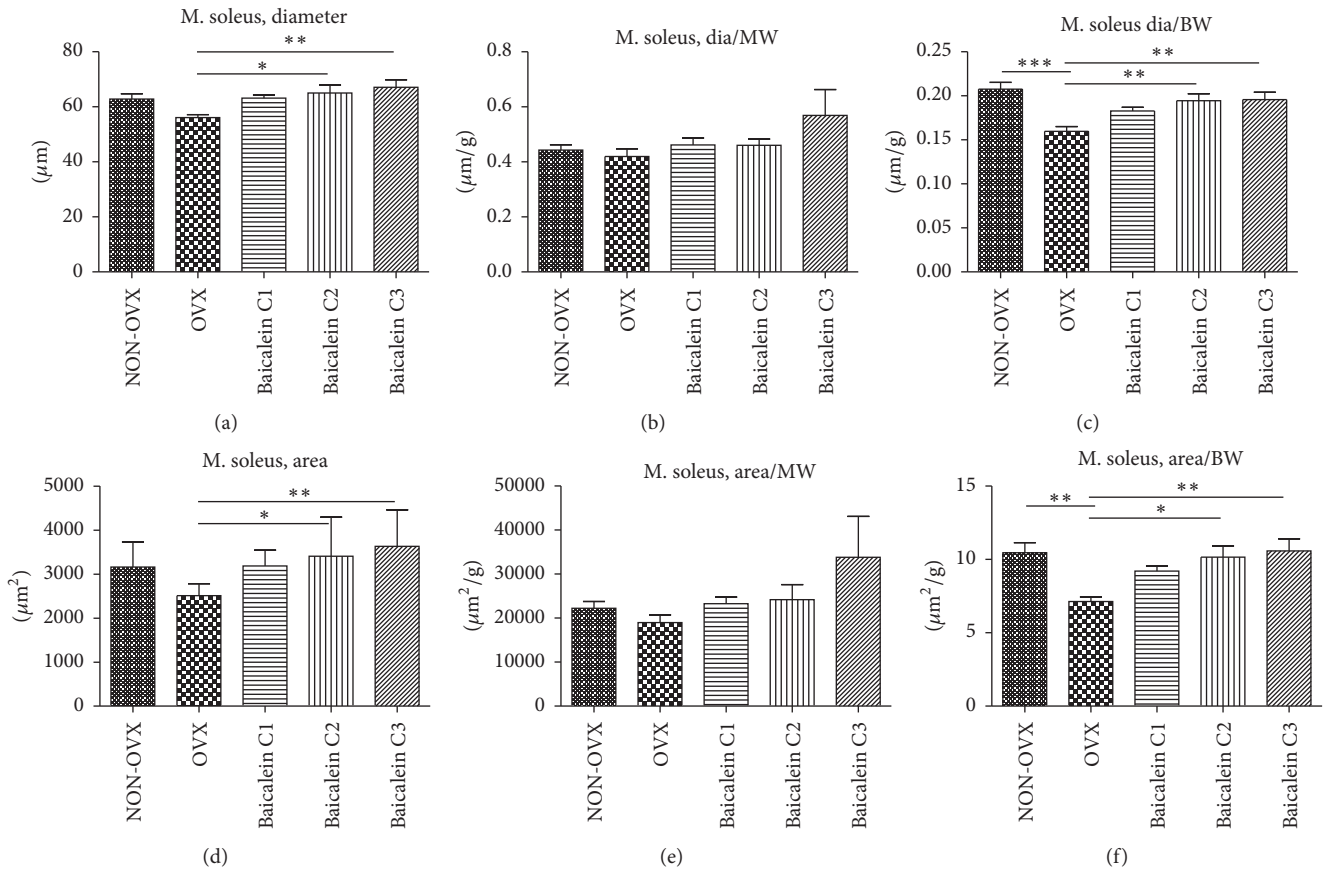 M. soleus, diameter
80
60
40
20
0
(μm)
**
*
NON-OVX
OVX
Baicalein C1
Baicalein C2
Baicalein C3
(a)
M. soleus, dia/MW
0.8
0.6
0.4
0.2
0.0
(μm/g)
NON-OVX
OVX
Baicalein C1
Baicalein C2
Baicalein C3
(b)
M. soleus dia/BW
0.25
0.20
0.15
0.10
0.05
0.00
(μm/g)
***
**
**
NON-OVX
OVX
Baicalein C1
Baicalein C2
Baicalein C3
(c)
M. soleus, area
5000
4000
3000
2000
1000
0
(μm²)
**
*
NON-OVX
OVX
Baicalein C1
Baicalein C2
Baicalein C3
(d)
M. soleus, area/MW
50000
40000
30000
20000
10000
0
(μm²/g)
NON-OVX
OVX
Baicalein C1
Baicalein C2
Baicalein C3
(e)
M. soleus, area/BW
15
10
5
0
(μm²/g)
**
**
*
NON-OVX
OVX
Baicalein C1
Baicalein C2
Baicalein C3
(f)